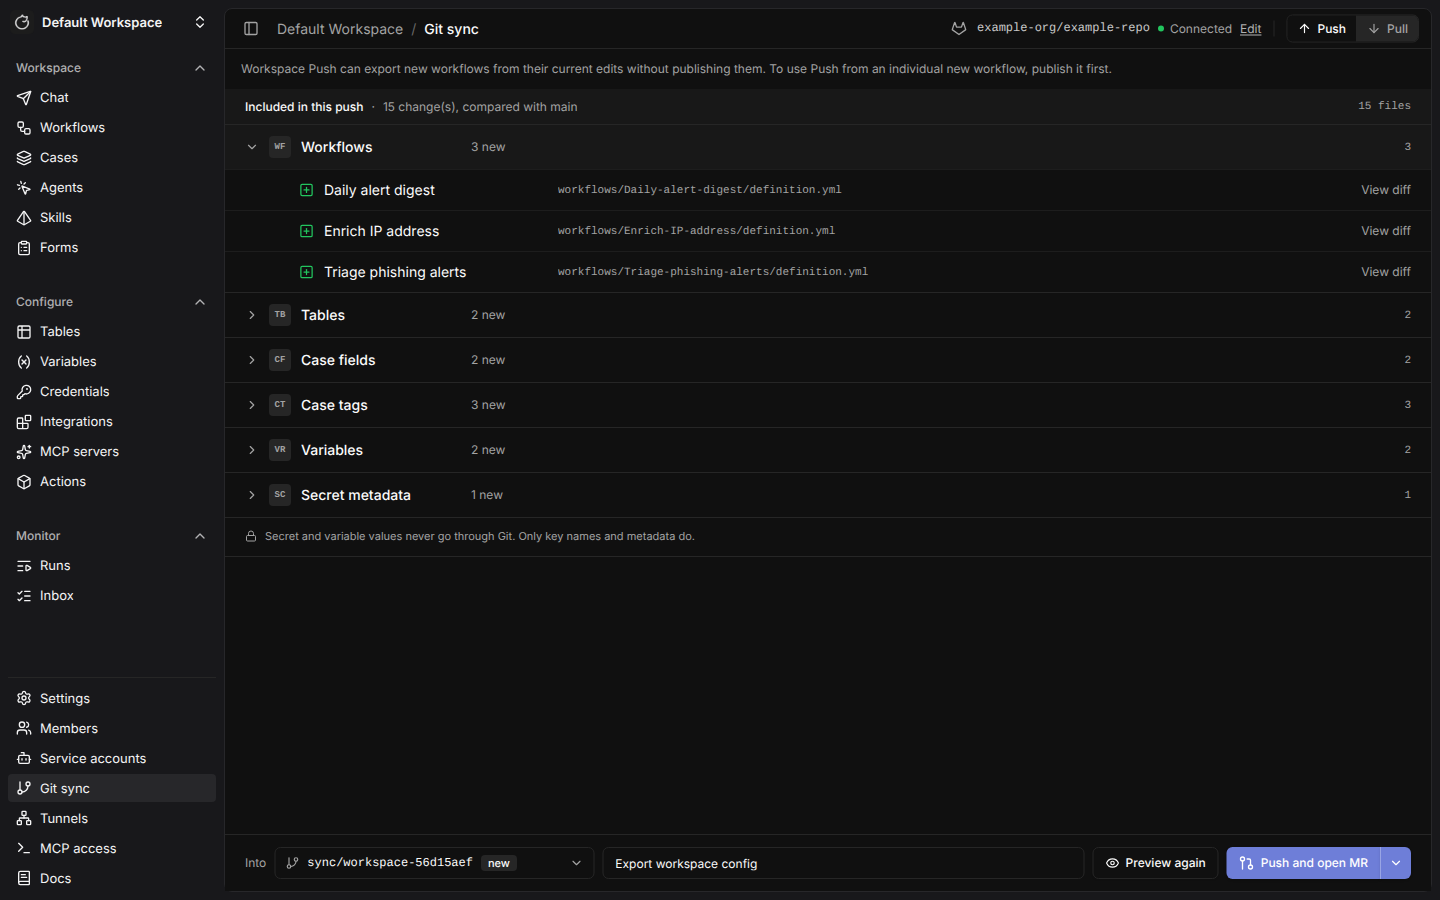 Default Workspace
Workspace
Chat
Workflows
Cases
Agents
Skills
Forms
Configure
Tables
Variables
Credentials
Integrations
MCP servers
Actions
Monitor
Runs
Inbox
Settings
Members
Service accounts
Git sync
Tunnels
MCP access
Docs
Default Workspace / Git sync
example-org/example-repo Connected Edit Push Pull
Workspace Push can export new workflows from their current edits without publishing them. To use Push from an individual new workflow, publish it first.
Included in this push · 15 change(s), compared with main 15 files
WF Workflows 3 new 3
Daily alert digest workflows/Daily-alert-digest/definition.yml View diff
Enrich IP address workflows/Enrich-IP-address/definition.yml View diff
Triage phishing alerts workflows/Triage-phishing-alerts/definition.yml View diff
TB Tables 2 new 2
CF Case fields 2 new 2
CT Case tags 3 new 3
VR Variables 2 new 2
SC Secret metadata 1 new 1
Secret and variable values never go through Git. Only key names and metadata do.
Into sync/workspace-56d15aef new Export workspace config Preview again Push and open MR